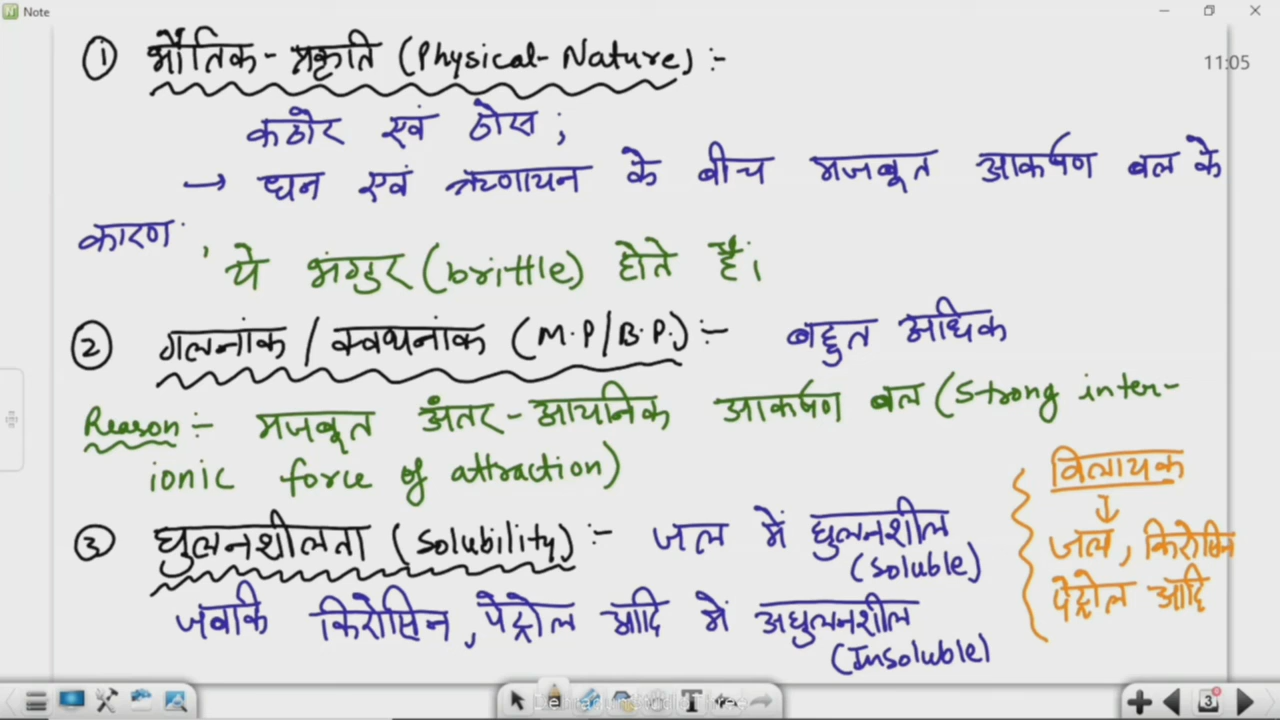 Note
11:05
① भौतिक - प्रकृति (Physical-Nature) :-
कठोर एवं ठोस ;
→ धन एवं ऋणायन के बीच मजबूत आकर्षण बल के
कारण
ये भंगुर (brittle) होते हैं।
② गलनांक / क्वथनांक (M.P/B.P.) :- बहुत अधिक
Reason :- मजबूत अंतर - आयनिक आकर्षण बल (Strong inter-
ionic force of attraction)
③ घुलनशीलता (Solubility) :- जल में घुलनशील
(Soluble)
जबकि किरोसिन, पेट्रोल आदि में अघुलनशील
(Insoluble)
विलायक
↓
जल, किरोसिन
पेट्रोल आदि
3